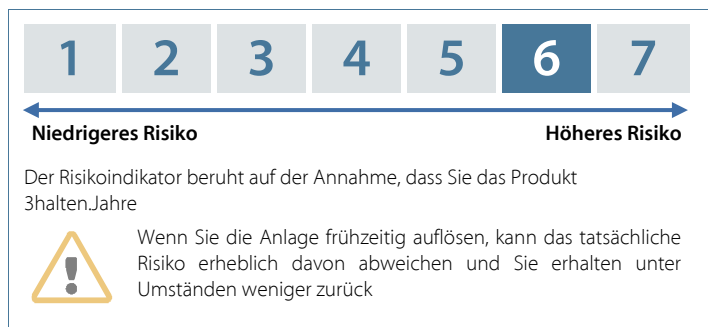 1 2 3 4 5 6 7
Niedrigeres Risiko Höheres Risiko
Der Risikoindikator beruht auf der Annahme, dass Sie das Produkt
3halten.Jahre
Wenn Sie die Anlage frühzeitig auflösen, kann das tatsächliche
Risiko erheblich davon abweichen und Sie erhalten unter
Umständen weniger zurück